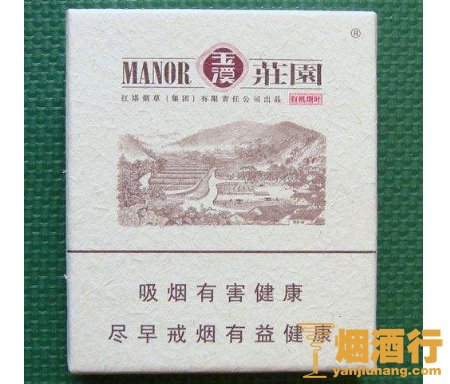 ®
MANOR 玉溪 莊園
红塔烟草(集团)有限责任公司出品 有机烟叶
吸烟有害健康
尽早戒烟有益健康
烟酒行
yanjiuhang.com